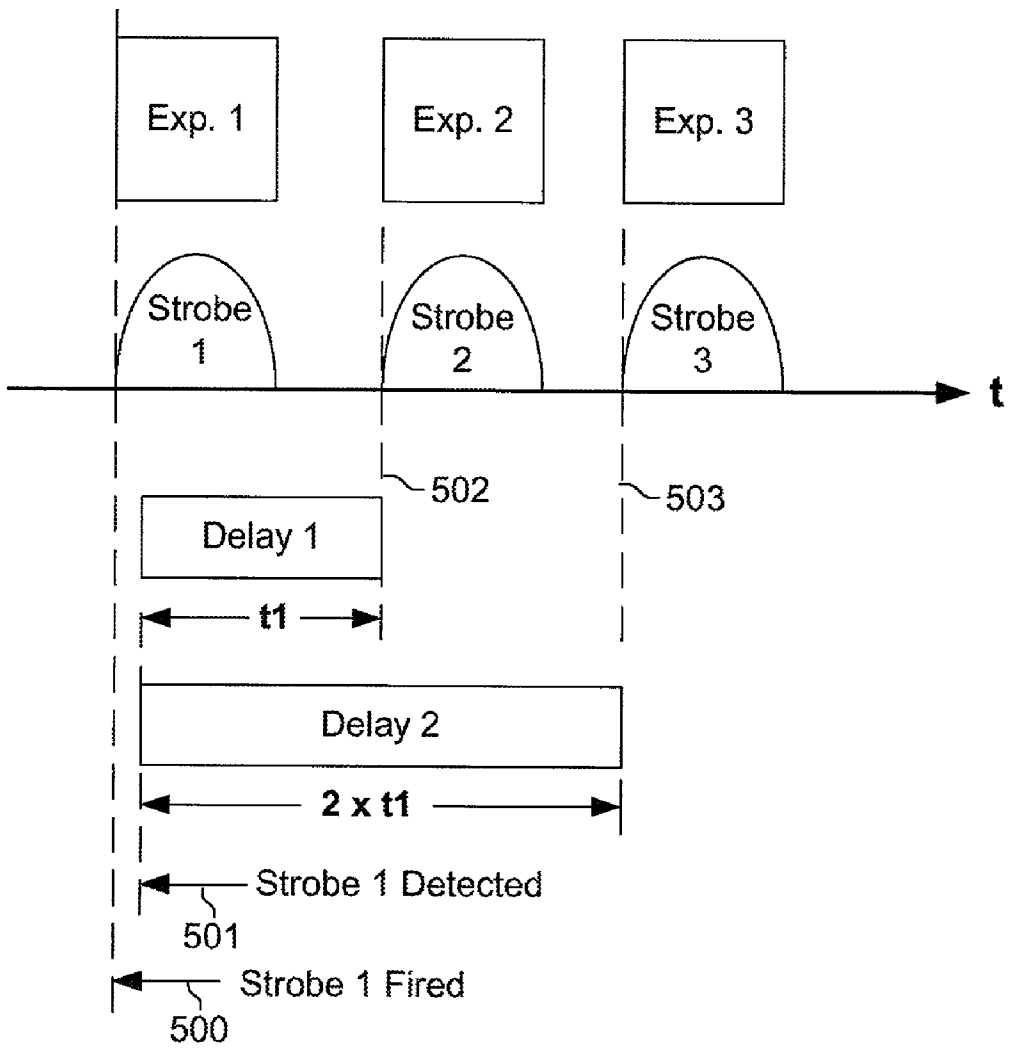 Exp. 1
Exp. 2
Exp. 3
Strobe
1
Strobe
2
Strobe
3
t
502
503
Delay 1
t1
Delay 2
2 x t1
Strobe 1 Detected
501
Strobe 1 Fired
500